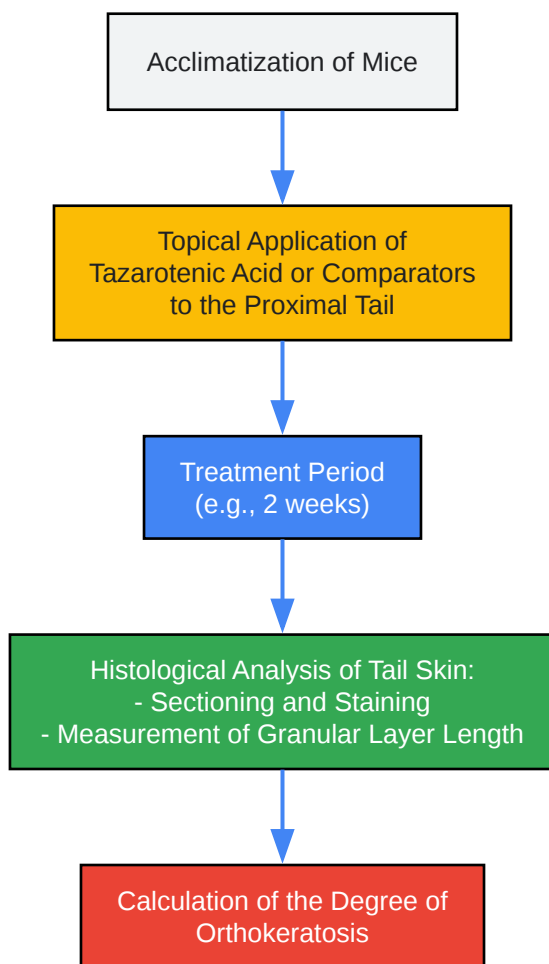 Acclimatization of Mice
Topical Application of
Tazarotenic Acid or Comparators
to the Proximal Tail
Treatment Period
(e.g., 2 weeks)
Histological Analysis of Tail Skin:
- Sectioning and Staining
- Measurement of Granular Layer Length
Calculation of the Degree of
Orthokeratosis